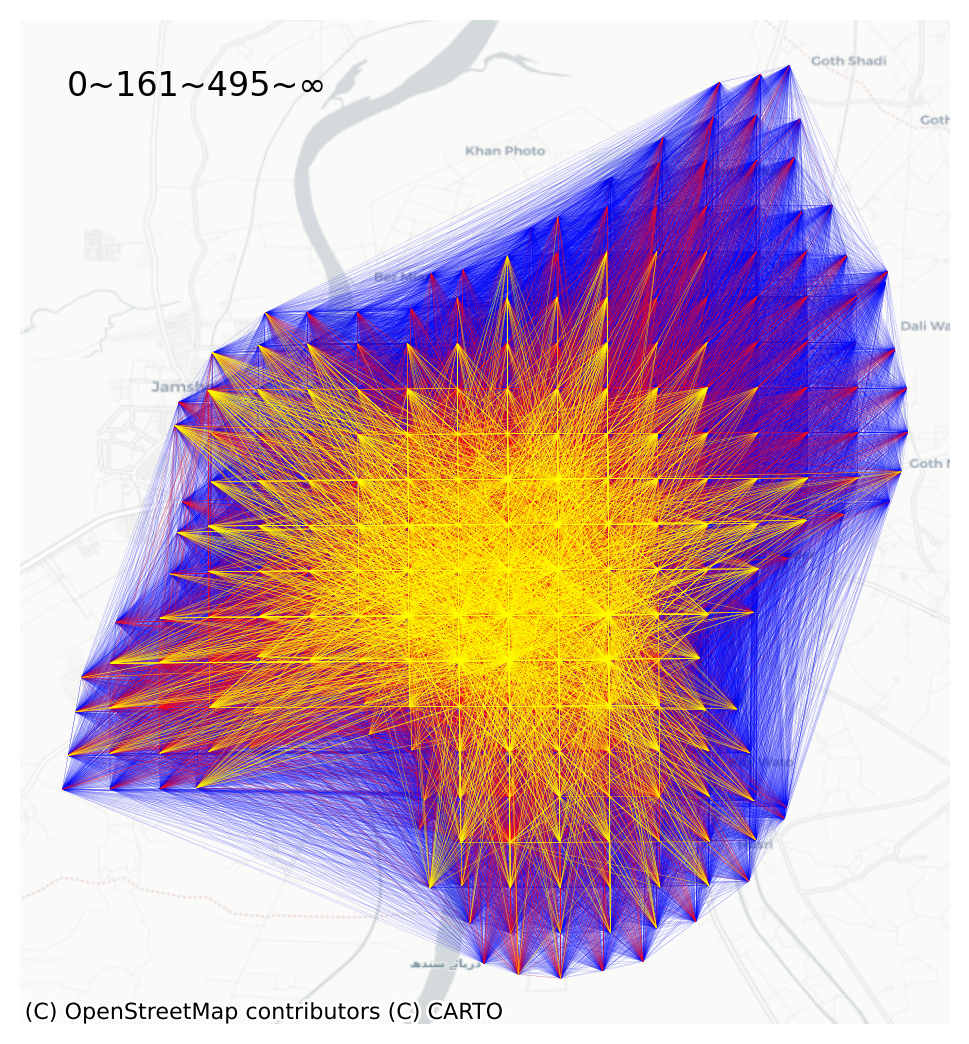 Goth Shadi
0~161~495~∞
Goth
Khan Photo
Dali Wa
Jamsh
Goth M
دریائے سندھ
(C) OpenStreetMap contributors (C) CARTO